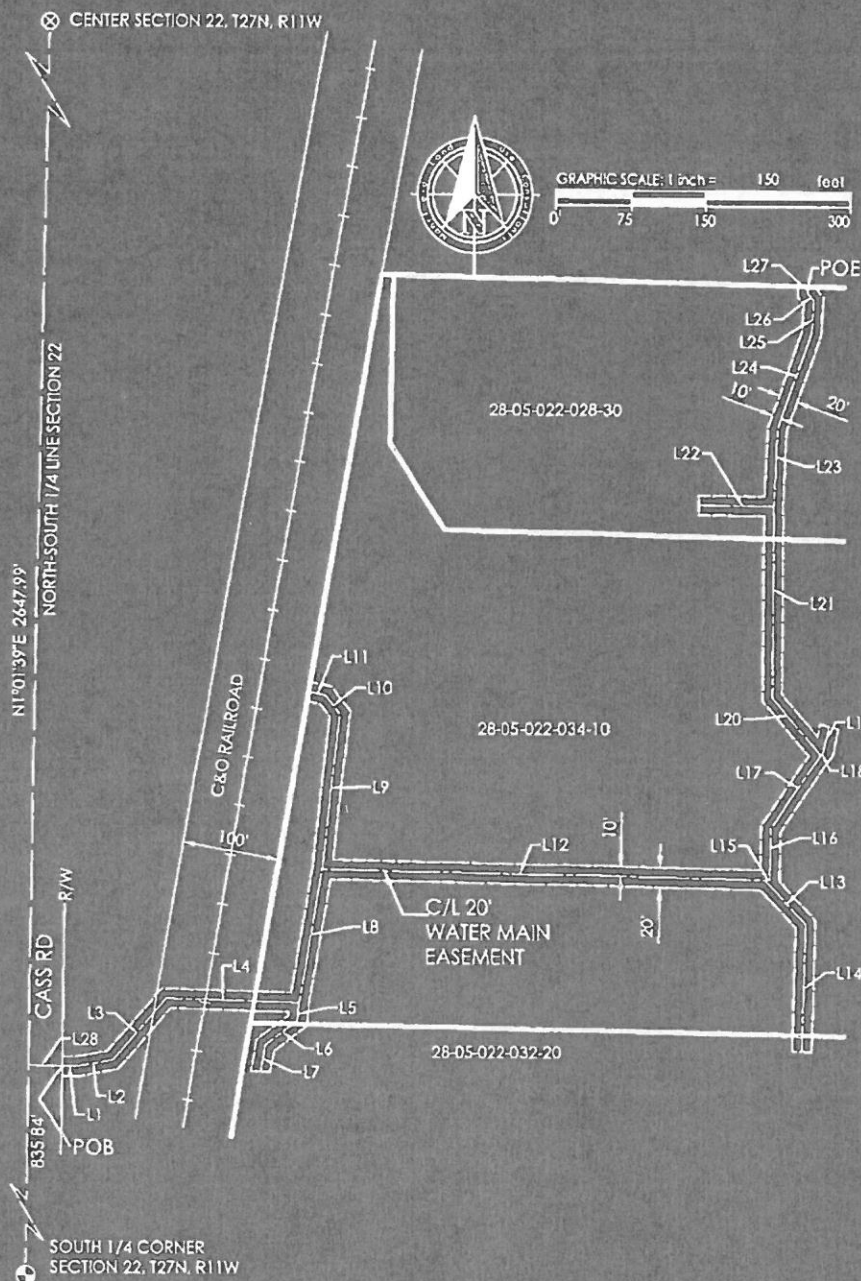 CENTER SECTION 22, T27N, R11W
Land Use Consultants
N
GRAPHIC SCALE: 1 inch = 150 feet
0' 75 150 300
N1°01'39"E 2647.99'
NORTH-SOUTH 1/4 LINE SECTION 22
C&O RAILROAD
100'
L27
POE
L26
L25
L24
10'
20'
28-05-022-028-30
L22
L23
L21
L11
L10
L20
28-05-022-034-10
L1
L18
L17
L9
L16
L15
L12
10'
L13
C/L 20'
WATER MAIN
EASEMENT
20'
L8
L14
R/W
CASS RD
L4
L3
L5
L28
L6
28-05-022-032-20
L7
L2
L1
835.84'
POB
SOUTH 1/4 CORNER
SECTION 22, T27N, R11W